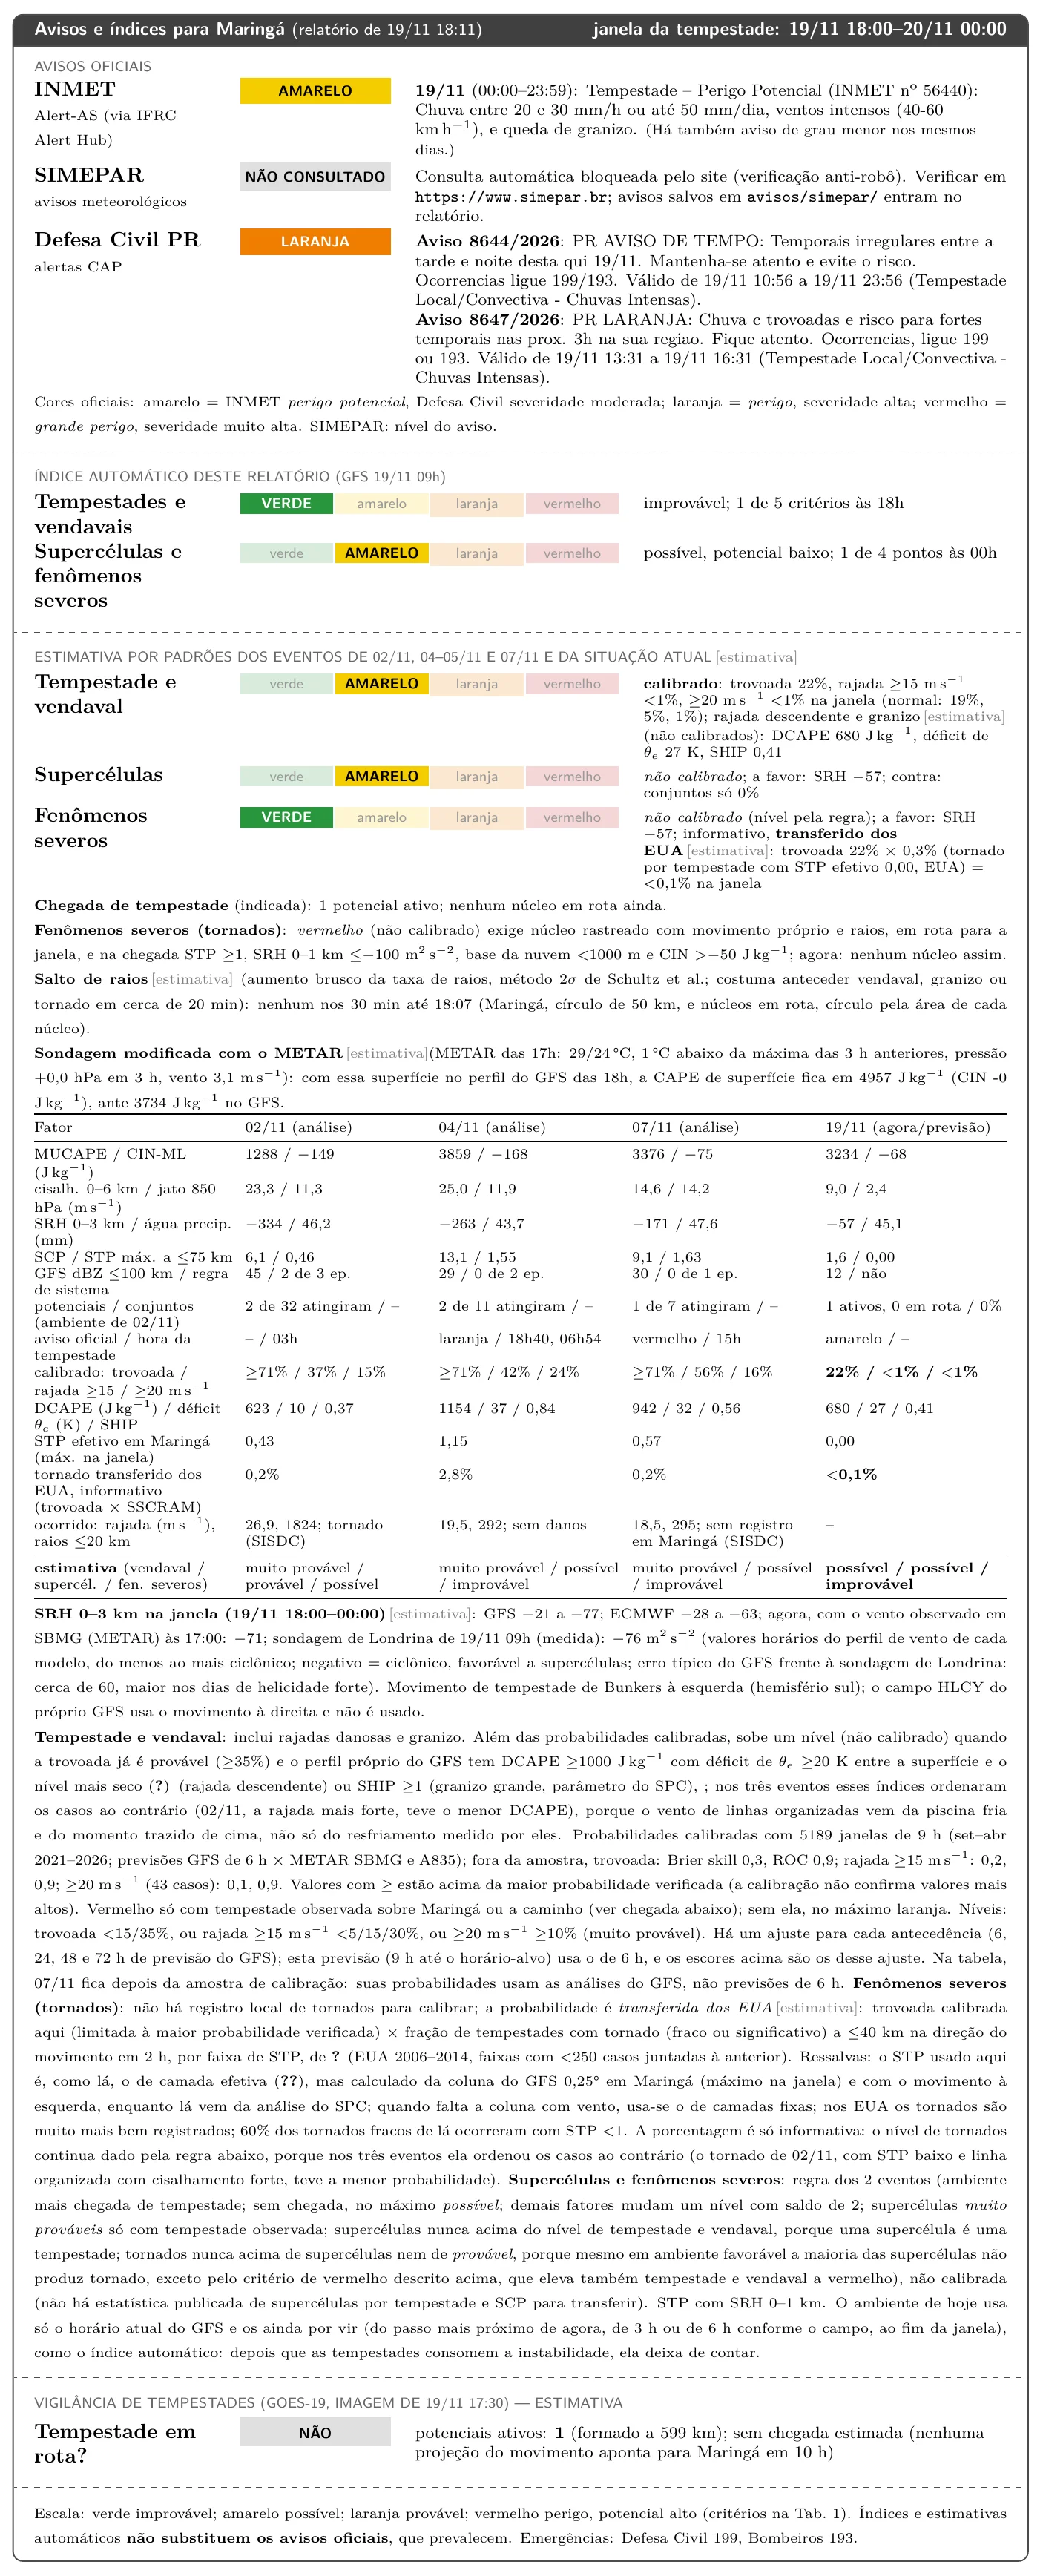 Avisos e índices para Maringá (relatório de 19/11 18:11) janela da tempestade: 19/11 18:00–20/11 00:00
AVISOS OFICIAIS
INMET AMARELO 19/11 (00:00–23:59): Tempestade – Perigo Potencial (INMET nº 56440):
Alert-AS (via IFRC Chuva entre 20 e 30 mm/h ou até 50 mm/dia, ventos intensos (40-60
Alert Hub) km h⁻¹), e queda de granizo. (Há também aviso de grau menor nos mesmos
dias.)
SIMEPAR NÃO CONSULTADO Consulta automática bloqueada pelo site (verificação anti-robô). Verificar em
avisos meteorológicos https://www.simepar.br; avisos salvos em avisos/simepar/ entram no
relatório.
Defesa Civil PR LARANJA Aviso 8644/2026: PR AVISO DE TEMPO: Temporais irregulares entre a
alertas CAP tarde e noite desta qui 19/11. Mantenha-se atento e evite o risco.
Ocorrencias ligue 199/193. Válido de 19/11 10:56 a 19/11 23:56 (Tempestade
Local/Convectiva - Chuvas Intensas).
Aviso 8647/2026: PR LARANJA: Chuva c trovoadas e risco para fortes
temporais nas prox. 3h na sua regiao. Fique atento. Ocorrencias, ligue 199
ou 193. Válido de 19/11 13:31 a 19/11 16:31 (Tempestade Local/Convectiva -
Chuvas Intensas).
Cores oficiais: amarelo = INMET perigo potencial, Defesa Civil severidade moderada; laranja = perigo, severidade alta; vermelho =
grande perigo, severidade muito alta. SIMEPAR: nível do aviso.
ÍNDICE AUTOMÁTICO DESTE RELATÓRIO (GFS 19/11 09h)
Tempestades e VERDE amarelo laranja vermelho improvável; 1 de 5 critérios às 18h
vendavais
Supercélulas e verde AMARELO laranja vermelho possível, potencial baixo; 1 de 4 pontos às 00h
fenômenos
severos
ESTIMATIVA POR PADRÕES DOS EVENTOS DE 02/11, 04–05/11 E 07/11 E DA SITUAÇÃO ATUAL [estimativa]
Tempestade e verde AMARELO laranja vermelho calibrado: trovoada 22%, rajada ≥15 m s⁻¹
vendaval <1%, ≥20 m s⁻¹ <1% na janela (normal: 19%,
5%, 1%); rajada descendente e granizo [estimativa]
(não calibrados): DCAPE 680 J kg⁻¹, déficit de
θₑ 27 K, SHIP 0,41
Supercélulas verde AMARELO laranja vermelho não calibrado; a favor: SRH −57; contra:
conjuntos só 0%
Fenômenos VERDE amarelo laranja vermelho não calibrado (nível pela regra); a favor: SRH
severos −57; informativo, transferido dos
EUA [estimativa]: trovoada 22% × 0,3% (tornado
por tempestade com STP efetivo 0,00, EUA) =
<0,1% na janela
Chegada de tempestade (indicada): 1 potencial ativo; nenhum núcleo em rota ainda.
Fenômenos severos (tornados): vermelho (não calibrado) exige núcleo rastreado com movimento próprio e raios, em rota para a
janela, e na chegada STP ≥1, SRH 0–1 km ≤−100 m² s⁻², base da nuvem <1000 m e CIN >−50 J kg⁻¹; agora: nenhum núcleo assim.
Salto de raios [estimativa] (aumento brusco da taxa de raios, método 2σ de Schultz et al.; costuma anteceder vendaval, granizo ou
tornado em cerca de 20 min): nenhum nos 30 min até 18:07 (Maringá, círculo de 50 km, e núcleos em rota, círculo pela área de cada
núcleo).
Sondagem modificada com o METAR [estimativa](METAR das 17h: 29/24 °C, 1 °C abaixo da máxima das 3 h anteriores, pressão
+0,0 hPa em 3 h, vento 3,1 m s⁻¹): com essa superfície no perfil do GFS das 18h, a CAPE de superfície fica em 4957 J kg⁻¹ (CIN -0
J kg⁻¹), ante 3734 J kg⁻¹ no GFS.
Fator 02/11 (análise) 04/11 (análise) 07/11 (análise) 19/11 (agora/previsão)
MUCAPE / CIN-ML 1288 / −149 3859 / −168 3376 / −75 3234 / −68
(J kg⁻¹)
cisalh. 0–6 km / jato 850 23,3 / 11,3 25,0 / 11,9 14,6 / 14,2 9,0 / 2,4
hPa (m s⁻¹)
SRH 0–3 km / água precip. −334 / 46,2 −263 / 43,7 −171 / 47,6 −57 / 45,1
(mm)
SCP / STP máx. a ≤75 km 6,1 / 0,46 13,1 / 1,55 9,1 / 1,63 1,6 / 0,00
GFS dBZ ≤100 km / regra 45 / 2 de 3 ep. 29 / 0 de 2 ep. 30 / 0 de 1 ep. 12 / não
de sistema
potenciais / conjuntos 2 de 32 atingiram / – 2 de 11 atingiram / – 1 de 7 atingiram / – 1 ativos, 0 em rota / 0%
(ambiente de 02/11)
aviso oficial / hora da – / 03h laranja / 18h40, 06h54 vermelho / 15h amarelo / –
tempestade
calibrado: trovoada / ≥71% / 37% / 15% ≥71% / 42% / 24% ≥71% / 56% / 16% 22% / <1% / <1%
rajada ≥15 / ≥20 m s⁻¹
DCAPE (J kg⁻¹) / déficit 623 / 10 / 0,37 1154 / 37 / 0,84 942 / 32 / 0,56 680 / 27 / 0,41
θₑ (K) / SHIP
STP efetivo em Maringá 0,43 1,15 0,57 0,00
(máx. na janela)
tornado transferido dos 0,2% 2,8% 0,2% <0,1%
EUA, informativo
(trovoada × SSCRAM)
ocorrido: rajada (m s⁻¹), 26,9, 1824; tornado 19,5, 292; sem danos 18,5, 295; sem registro –
raios ≤20 km (SISDC) em Maringá (SISDC)
estimativa (vendaval / muito provável / muito provável / possível muito provável / possível possível / possível /
supercél. / fen. severos) provável / possível / improvável / improvável improvável
SRH 0–3 km na janela (19/11 18:00–00:00) [estimativa]: GFS −21 a −77; ECMWF −28 a −63; agora, com o vento observado em
SBMG (METAR) às 17:00: −71; sondagem de Londrina de 19/11 09h (medida): −76 m² s⁻² (valores horários do perfil de vento de cada
modelo, do menos ao mais ciclônico; negativo = ciclônico, favorável a supercélulas; erro típico do GFS frente à sondagem de Londrina:
cerca de 60, maior nos dias de helicidade forte). Movimento de tempestade de Bunkers à esquerda (hemisfério sul); o campo HLCY do
próprio GFS usa o movimento à direita e não é usado.
Tempestade e vendaval: inclui rajadas danosas e granizo. Além das probabilidades calibradas, sobe um nível (não calibrado) quando
a trovoada já é provável (≥35%) e o perfil próprio do GFS tem DCAPE ≥1000 J kg⁻¹ com déficit de θₑ ≥20 K entre a superfície e o
nível mais seco (?) (rajada descendente) ou SHIP ≥1 (granizo grande, parâmetro do SPC), ; nos três eventos esses índices ordenaram
os casos ao contrário (02/11, a rajada mais forte, teve o menor DCAPE), porque o vento de linhas organizadas vem da piscina fria
e do momento trazido de cima, não só do resfriamento medido por eles. Probabilidades calibradas com 5189 janelas de 9 h (set–abr
2021–2026; previsões GFS de 6 h × METAR SBMG e A835); fora da amostra, trovoada: Brier skill 0,3, ROC 0,9; rajada ≥15 m s⁻¹: 0,2,
0,9; ≥20 m s⁻¹ (43 casos): 0,1, 0,9. Valores com ≥ estão acima da maior probabilidade verificada (a calibração não confirma valores mais
altos). Vermelho só com tempestade observada sobre Maringá ou a caminho (ver chegada abaixo); sem ela, no máximo laranja. Níveis:
trovoada <15/35%, ou rajada ≥15 m s⁻¹ <5/15/30%, ou ≥20 m s⁻¹ ≥10% (muito provável). Há um ajuste para cada antecedência (6,
24, 48 e 72 h de previsão do GFS); esta previsão (9 h até o horário-alvo) usa o de 6 h, e os escores acima são os desse ajuste. Na tabela,
07/11 fica depois da amostra de calibração: suas probabilidades usam as análises do GFS, não previsões de 6 h. Fenômenos severos
(tornados): não há registro local de tornados para calibrar; a probabilidade é transferida dos EUA [estimativa]: trovoada calibrada
aqui (limitada à maior probabilidade verificada) × fração de tempestades com tornado (fraco ou significativo) a ≤40 km na direção do
movimento em 2 h, por faixa de STP, de ? (EUA 2006–2014, faixas com <250 casos juntadas à anterior). Ressalvas: o STP usado aqui
é, como lá, o de camada efetiva (??), mas calculado da coluna do GFS 0,25° em Maringá (máximo na janela) e com o movimento à
esquerda, enquanto lá vem da análise do SPC; quando falta a coluna com vento, usa-se o de camadas fixas; nos EUA os tornados são
muito mais bem registrados; 60% dos tornados fracos de lá ocorreram com STP <1. A porcentagem é só informativa: o nível de tornados
continua dado pela regra abaixo, porque nos três eventos ela ordenou os casos ao contrário (o tornado de 02/11, com STP baixo e linha
organizada com cisalhamento forte, teve a menor probabilidade). Supercélulas e fenômenos severos: regra dos 2 eventos (ambiente
mais chegada de tempestade; sem chegada, no máximo possível; demais fatores mudam um nível com saldo de 2; supercélulas muito
prováveis só com tempestade observada; supercélulas nunca acima do nível de tempestade e vendaval, porque uma supercélula é uma
tempestade; tornados nunca acima de supercélulas nem de provável, porque mesmo em ambiente favorável a maioria das supercélulas não
produz tornado, exceto pelo critério de vermelho descrito acima, que eleva também tempestade e vendaval a vermelho), não calibrada
(não há estatística publicada de supercélulas por tempestade e SCP para transferir). STP com SRH 0–1 km. O ambiente de hoje usa
só o horário atual do GFS e os ainda por vir (do passo mais próximo de agora, de 3 h ou de 6 h conforme o campo, ao fim da janela),
como o índice automático: depois que as tempestades consomem a instabilidade, ela deixa de contar.
VIGILÂNCIA DE TEMPESTADES (GOES-19, IMAGEM DE 19/11 17:30) — ESTIMATIVA
Tempestade em NÃO potenciais ativos: 1 (formado a 599 km); sem chegada estimada (nenhuma
rota? projeção do movimento aponta para Maringá em 10 h)
Escala: verde improvável; amarelo possível; laranja provável; vermelho perigo, potencial alto (critérios na Tab. 1). Índices e estimativas
automáticos não substituem os avisos oficiais, que prevalecem. Emergências: Defesa Civil 199, Bombeiros 193.